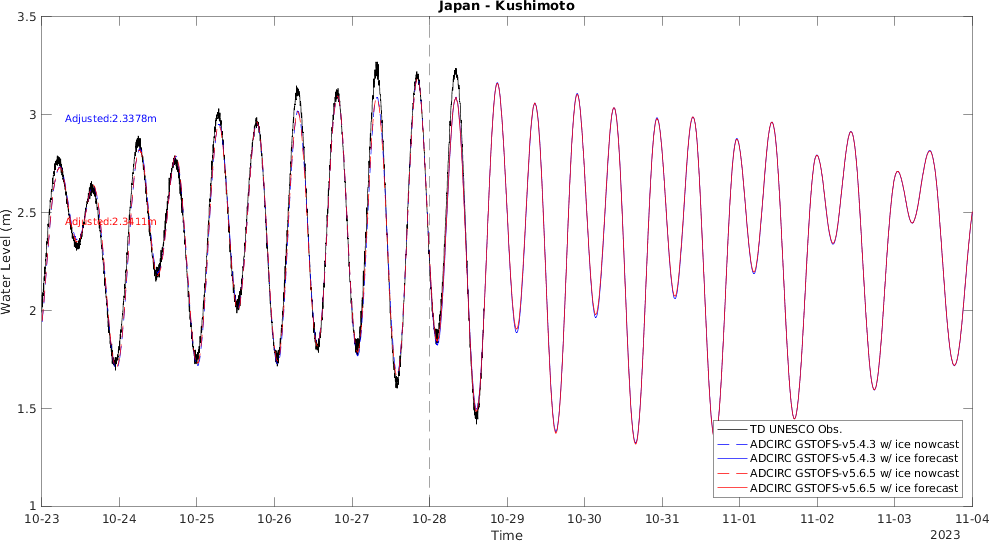 Japan - Kushimoto
Water Level (m)
3.5
3
2.5
2
1.5
1
Adjusted:2.3378m
Adjusted:2.3411m
TD UNESCO Obs.
ADCIRC GSTOFS-v5.4.3 w/ ice nowcast
ADCIRC GSTOFS-v5.4.3 w/ ice forecast
ADCIRC GSTOFS-v5.6.5 w/ ice nowcast
ADCIRC GSTOFS-v5.6.5 w/ ice forecast
10-23 10-24 10-25 10-26 10-27 10-28 10-29 10-30 10-31 11-01 11-02 11-03 11-04
Time
2023